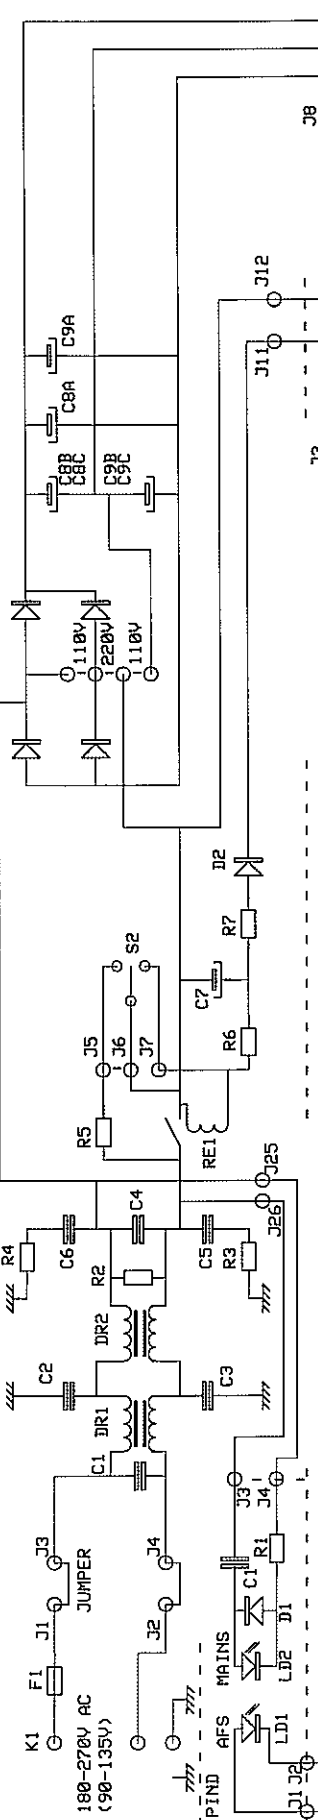 J8
J12
J11
C9A
C8A
C8B
C8C
C9B
C9C
110V
220V
110V
D2
S2
R7
C7
R6
J5
J6
J7
R5
RE1
J25
J26
R4
C6
C4
C5
R3
R2
DR2
C2
C3
DR1
C1
J3
J4
J3
J4
JUMPER
J1
J2
F1
K1
180-270V AC
(90-135V)
R1
C1
D1
MAINS
LD2
AFS
LD1
PIND
J1
J2